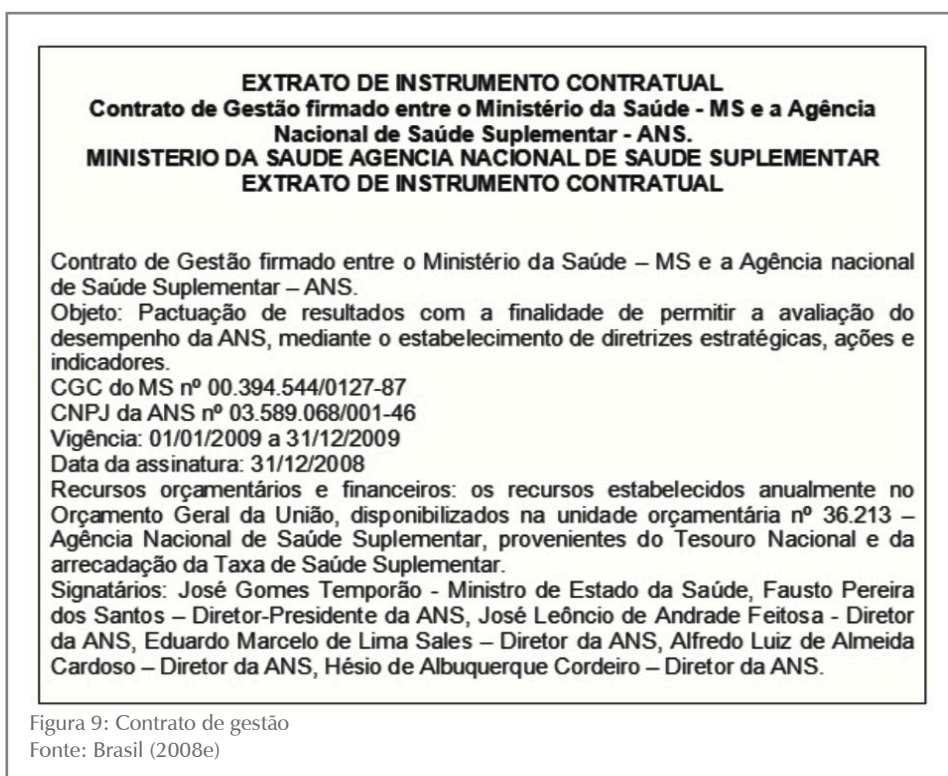 EXTRATO DE INSTRUMENTO CONTRATUAL
Contrato de Gestão firmado entre o Ministério da Saúde - MS e a Agência
Nacional de Saúde Suplementar - ANS.
MINISTERIO DA SAUDE AGENCIA NACIONAL DE SAUDE SUPLEMENTAR
EXTRATO DE INSTRUMENTO CONTRATUAL
Contrato de Gestão firmado entre o Ministério da Saúde – MS e a Agência nacional
de Saúde Suplementar – ANS.
Objeto: Pactuação de resultados com a finalidade de permitir a avaliação do
desempenho da ANS, mediante o estabelecimento de diretrizes estratégicas, ações e
indicadores.
CGC do MS nº 00.394.544/0127-87
CNPJ da ANS nº 03.589.068/001-46
Vigência: 01/01/2009 a 31/12/2009
Data da assinatura: 31/12/2008
Recursos orçamentários e financeiros: os recursos estabelecidos anualmente no
Orçamento Geral da União, disponibilizados na unidade orçamentária nº 36.213 –
Agência Nacional de Saúde Suplementar, provenientes do Tesouro Nacional e da
arrecadação da Taxa de Saúde Suplementar.
Signatários: José Gomes Temporão - Ministro de Estado da Saúde, Fausto Pereira
dos Santos – Diretor-Presidente da ANS, José Leôncio de Andrade Feitosa - Diretor
da ANS, Eduardo Marcelo de Lima Sales – Diretor da ANS, Alfredo Luiz de Almeida
Cardoso – Diretor da ANS, Hésio de Albuquerque Cordeiro – Diretor da ANS.
Figura 9: Contrato de gestão
Fonte: Brasil (2008e)